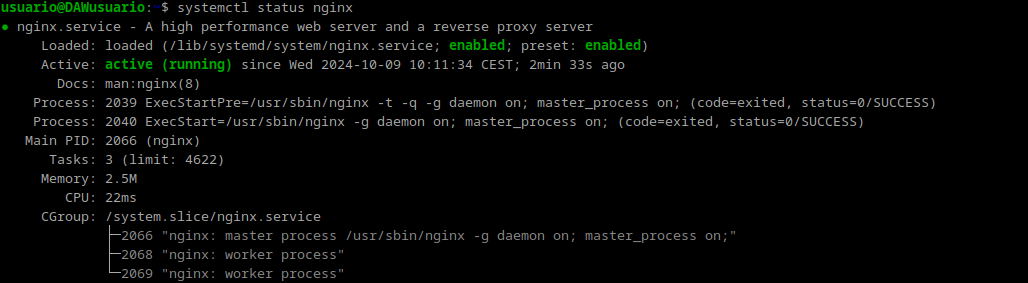 usuario@DAWusuario:~$ systemctl status nginx
● nginx.service - A high performance web server and a reverse proxy server
     Loaded: loaded (/lib/systemd/system/nginx.service; enabled; preset: enabled)
     Active: active (running) since Wed 2024-10-09 10:11:34 CEST; 2min 33s ago
       Docs: man:nginx(8)
    Process: 2039 ExecStartPre=/usr/sbin/nginx -t -q -g daemon on; master_process on; (code=exited, status=0/SUCCESS)
    Process: 2040 ExecStart=/usr/sbin/nginx -g daemon on; master_process on; (code=exited, status=0/SUCCESS)
   Main PID: 2066 (nginx)
      Tasks: 3 (limit: 4622)
     Memory: 2.5M
        CPU: 22ms
     CGroup: /system.slice/nginx.service
             ├─2066 "nginx: master process /usr/sbin/nginx -g daemon on; master_process on;"
             ├─2068 "nginx: worker process"
             └─2069 "nginx: worker process"